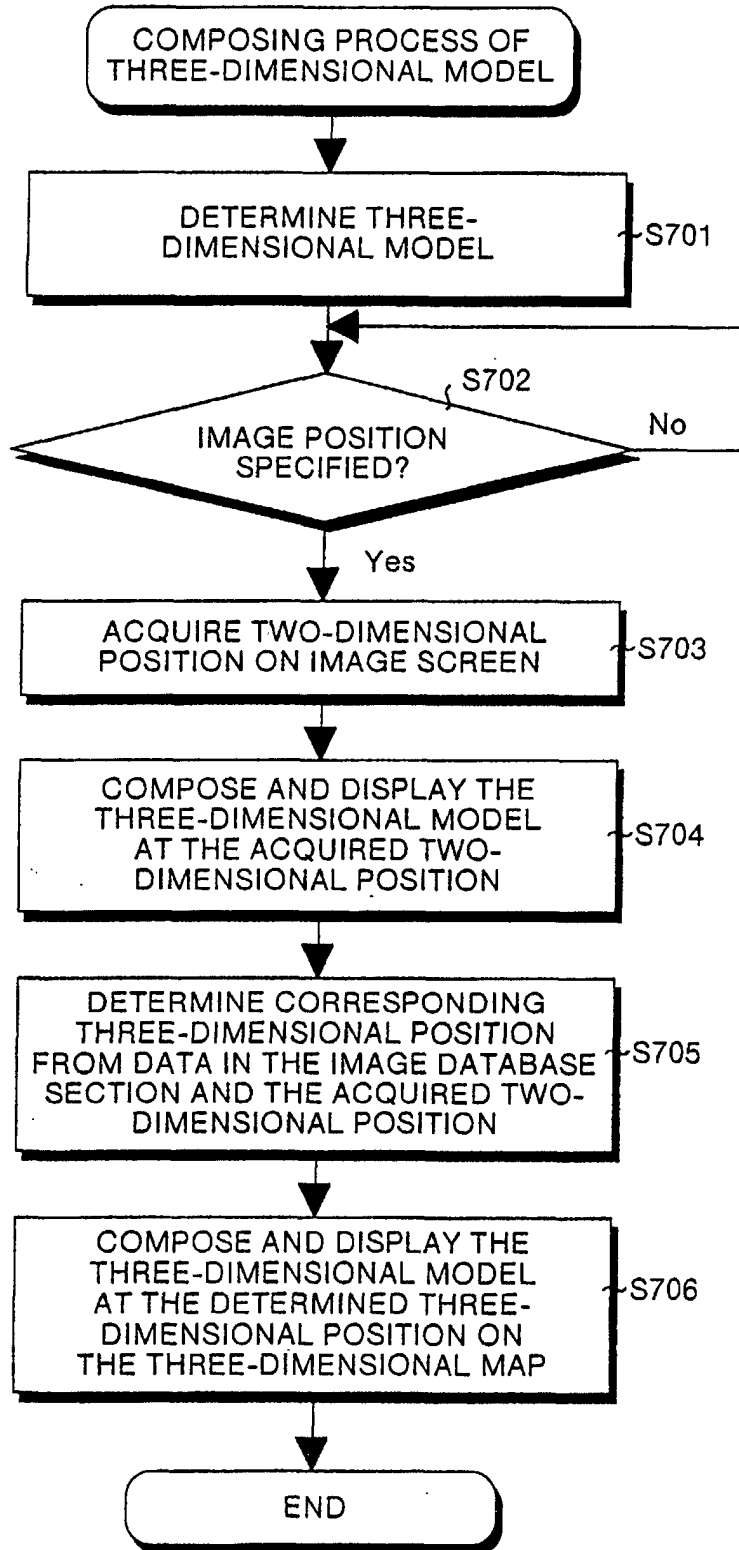 COMPOSING PROCESS OF
THREE-DIMENSIONAL MODEL
DETERMINE THREE-
DIMENSIONAL MODEL
S701
S702
IMAGE POSITION
SPECIFIED?
No
Yes
ACQUIRE TWO-DIMENSIONAL
POSITION ON IMAGE SCREEN
S703
COMPOSE AND DISPLAY THE
THREE-DIMENSIONAL MODEL
AT THE ACQUIRED TWO-
DIMENSIONAL POSITION
S704
DETERMINE CORRESPONDING
THREE-DIMENSIONAL POSITION
FROM DATA IN THE IMAGE DATABASE
SECTION AND THE ACQUIRED TWO-
DIMENSIONAL POSITION
S705
COMPOSE AND DISPLAY THE
THREE-DIMENSIONAL MODEL
AT THE DETERMINED THREE-
DIMENSIONAL POSITION ON
THE THREE-DIMENSIONAL MAP
S706
END